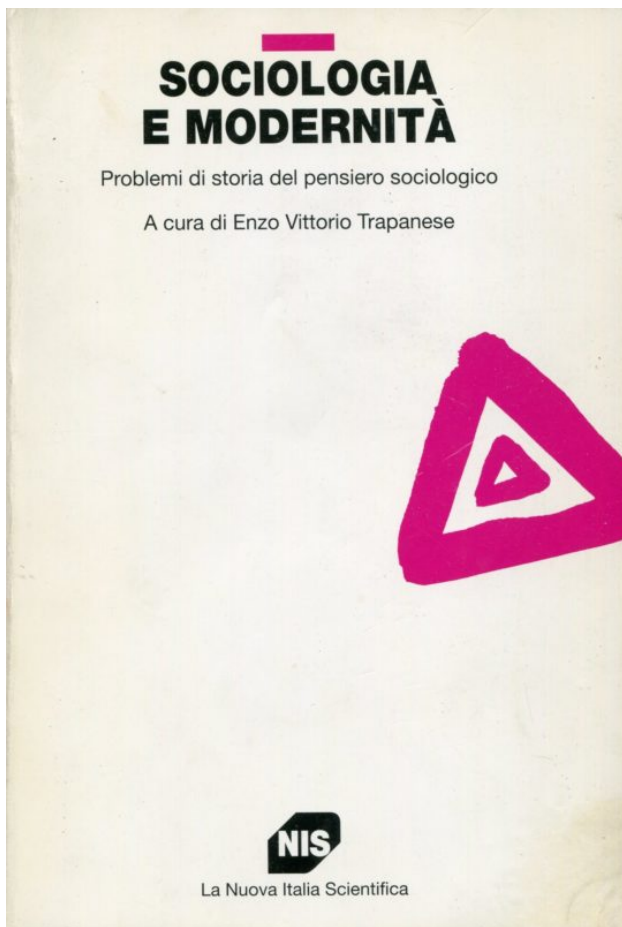 SOCIOLOGIA
E MODERNITÀ
Problemi di storia del pensiero sociologico
A cura di Enzo Vittorio Trapanese
NIS
La Nuova Italia Scientifica